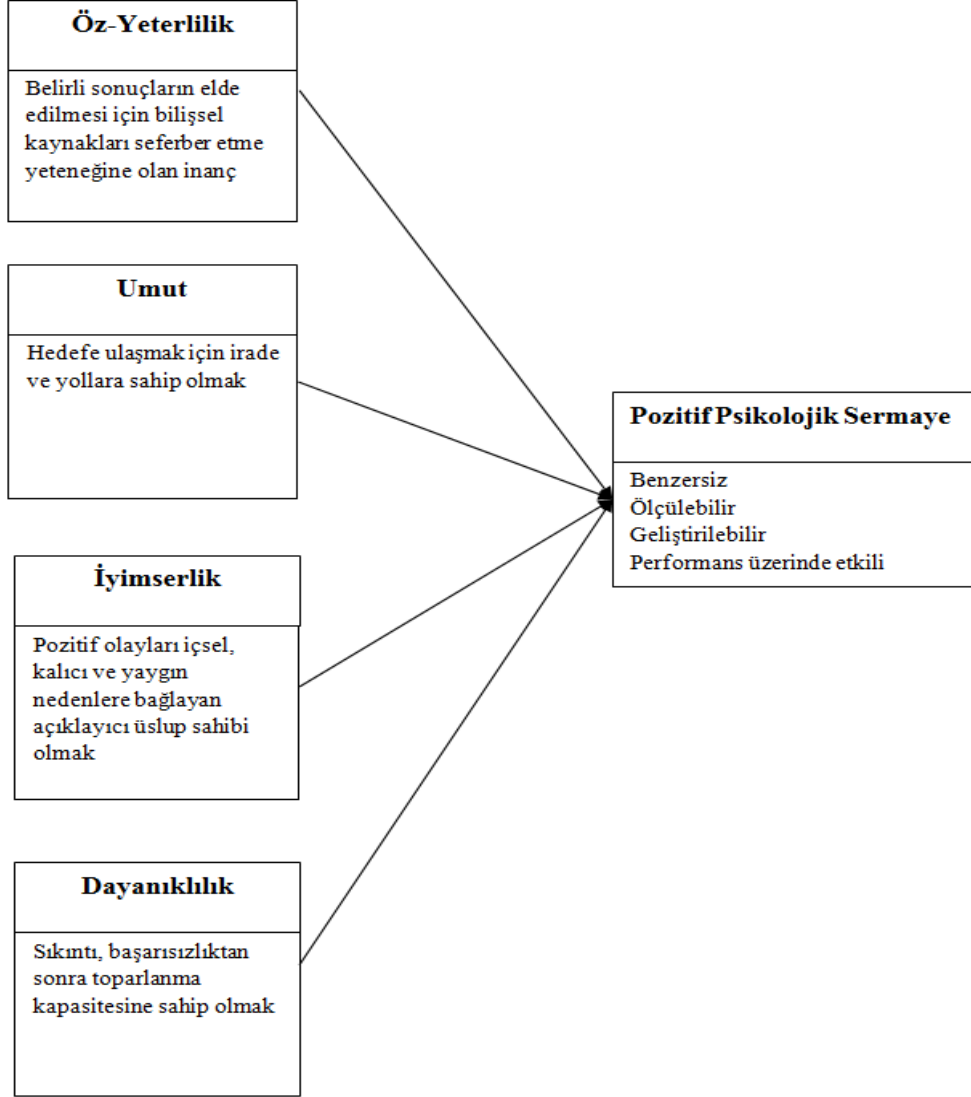 Öz-Yeterlilik
Belirli sonuçların elde
edilmesi için bilişsel
kaynakları seferber etme
yeteneğine olan inanç
Umut
Hedefe ulaşmak için irade
ve yollara sahip olmak
İyimserlik
Pozitif olayları içsel,
kalıcı ve yaygın
nedenlere bağlayan
açıklayıcı üslup sahibi
olmak
Dayanıklılık
Sıkıntı, başarısızlıktan
sonra toparlanma
kapasitesine sahip olmak
Pozitif Psikolojik Sermaye
Benzersiz
Ölçülebilir
Geliştirilebilir
Performans üzerinde etkili